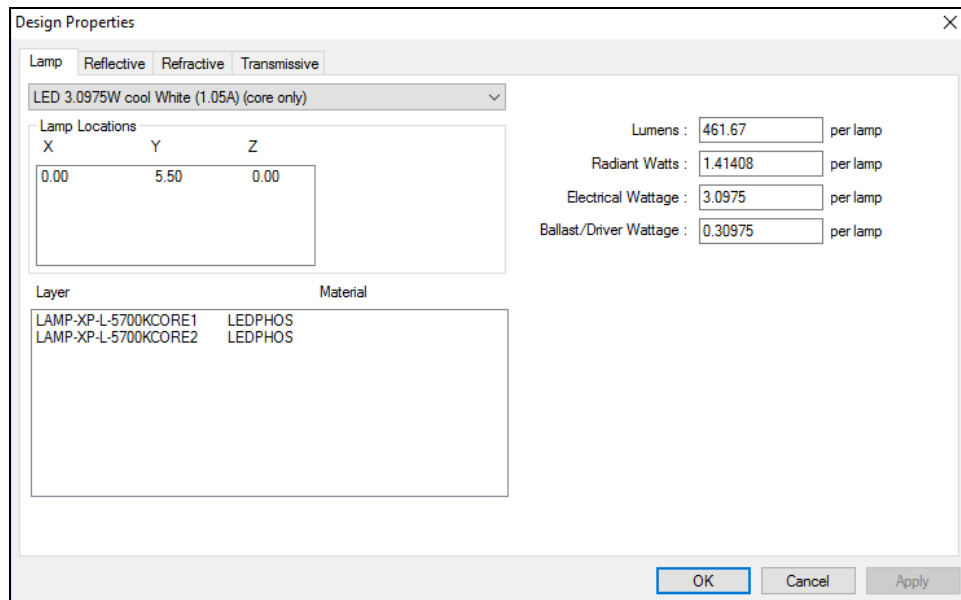 Design Properties
Lamp Reflective Refractive Transmissive
LED 3.0975W cool White (1.05A) (core only)
Lamp Locations
X Y Z
0.00 5.50 0.00
Lumens : 461.67 per lamp
Radiant Watts : 1.41408 per lamp
Electrical Wattage : 3.0975 per lamp
Ballast/Driver Wattage : 0.30975 per lamp
Layer Material
LAMP-XP-L-5700KCORE1 LEDPHOS
LAMP-XP-L-5700KCORE2 LEDPHOS
OK Cancel Apply